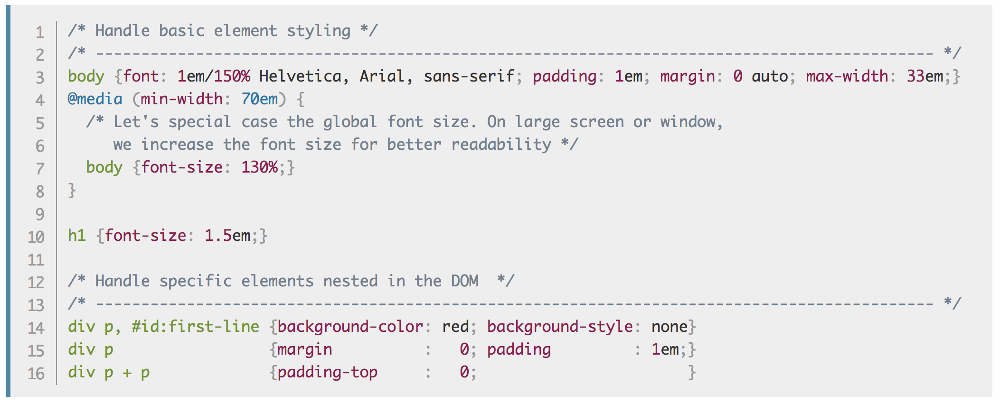 1 /* Handle basic element styling */
2 /* -------------------------------------------------------------------------------------------- */
3 body {font: 1em/150% Helvetica, Arial, sans-serif; padding: 1em; margin: 0 auto; max-width: 33em;}
4 @media (min-width: 70em) {
5   /* Let's special case the global font size. On large screen or window,
6      we increase the font size for better readability */
7   body {font-size: 130%;}
8 }
9
10 h1 {font-size: 1.5em;}
11
12 /* Handle specific elements nested in the DOM  */
13 /* -------------------------------------------------------------------------------------------- */
14 div p, #id:first-line {background-color: red; background-style: none}
15 div p                 {margin          :   0; padding         : 1em;}
16 div p + p             {padding-top     :   0;                       }